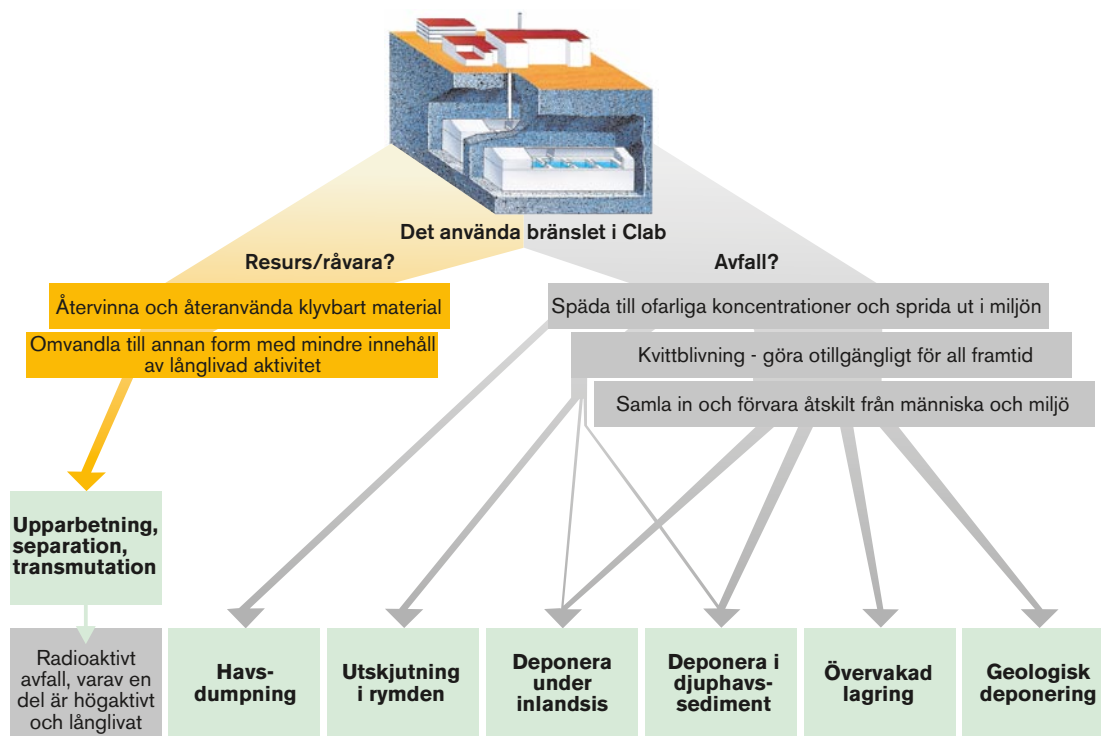 Det använda bränslet i Clab
Resurs/råvara?
Avfall?
Återvinna och återanvända klyvbart material
Omvandla till annan form med mindre innehåll
av långlivad aktivitet
Späda till ofarliga koncentrationer och sprida ut i miljön
Kvittblivning - göra otillgängligt för all framtid
Samla in och förvara åtskilt från människa och miljö
Upparbetning,
separation,
transmutation
Radioaktivt
avfall, varav en
del är högaktivt
och långlivat
Havs-
dumpning
Utskjutning
i rymden
Deponera
under
inlandsis
Deponera i
djuphavs-
sediment
Övervakad
lagring
Geologisk
deponering